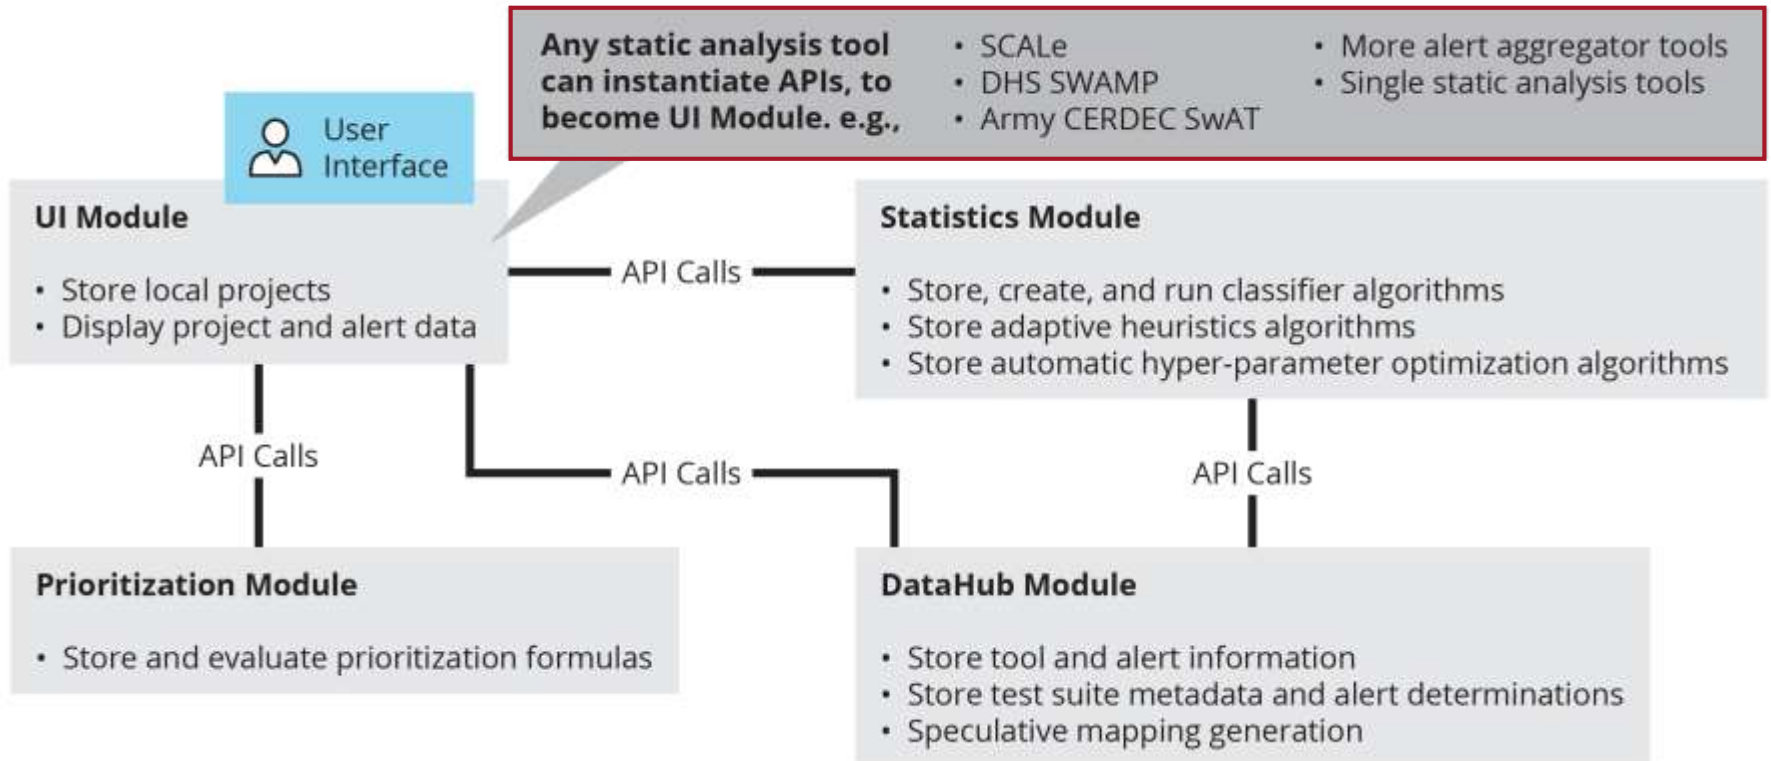 Any static analysis tool
can instantiate APIs, to
become UI Module. e.g.,
• SCALe
• DHS SWAMP
• Army CERDEC SwAT
• More alert aggregator tools
• Single static analysis tools
User
Interface
UI Module
• Store local projects
• Display project and alert data
API Calls
Statistics Module
• Store, create, and run classifier algorithms
• Store adaptive heuristics algorithms
• Store automatic hyper-parameter optimization algorithms
API Calls
API Calls
API Calls
Prioritization Module
• Store and evaluate prioritization formulas
DataHub Module
• Store tool and alert information
• Store test suite metadata and alert determinations
• Speculative mapping generation